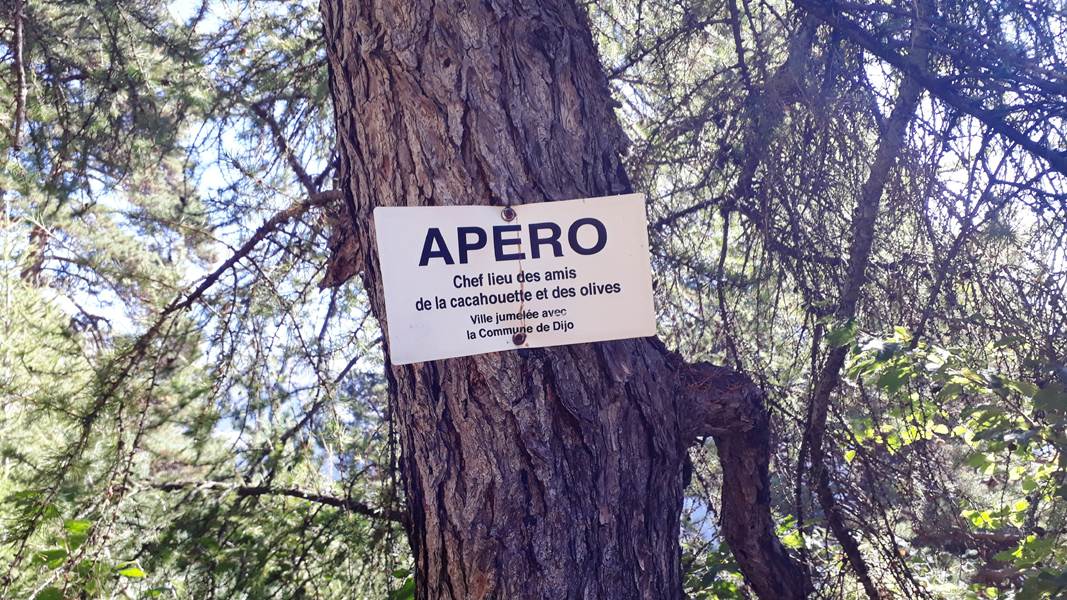 APERO
Chef lieu des amis
de la cacahouette et des olives
Ville jumelée avec
la Commune de Dijo